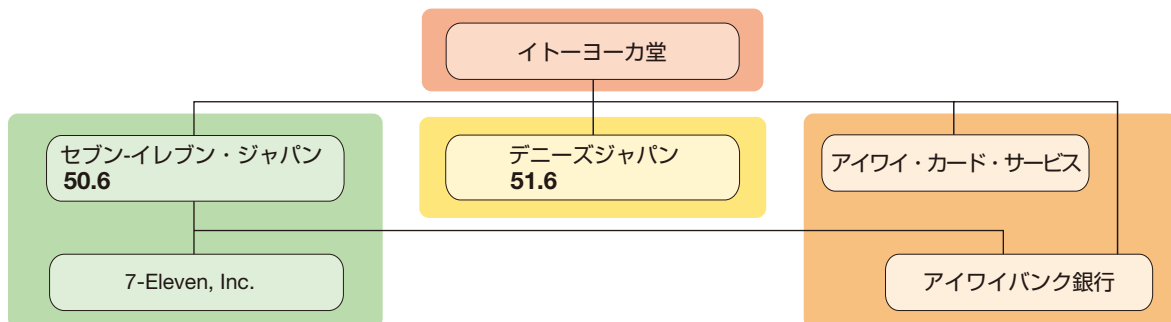 イトーヨーカ堂
セブン-イレブン・ジャパン
50.6
デニーズジャパン
51.6
アイワイ・カード・サービス
7-Eleven, Inc.
アイワイバンク銀行